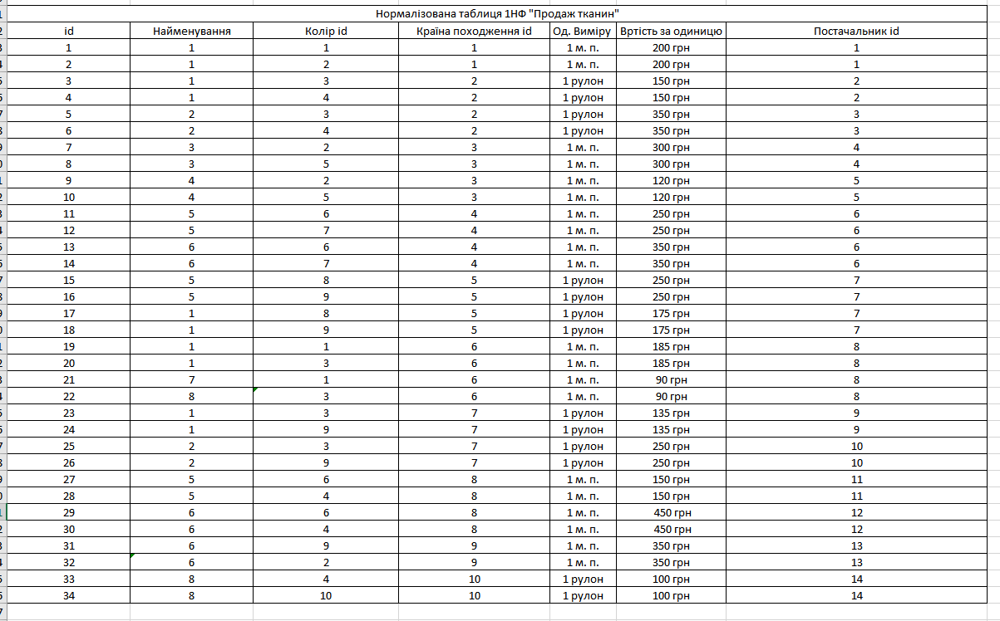 Нормалізована таблиця 1НФ "Продаж тканин"
id Найменування Колір id Країна походження id Од. Виміру Вртість за одиницю Постачальник id
1 1 1 1 1 м. п. 200 грн 1
2 1 2 1 1 м. п. 200 грн 1
3 1 3 2 1 рулон 150 грн 2
4 1 4 2 1 рулон 150 грн 2
5 2 3 2 1 рулон 350 грн 3
6 2 4 2 1 рулон 350 грн 3
7 3 2 3 1 м. п. 300 грн 4
8 3 5 3 1 м. п. 300 грн 4
9 4 2 3 1 м. п. 120 грн 5
10 4 5 3 1 м. п. 120 грн 5
11 5 6 4 1 м. п. 250 грн 6
12 5 7 4 1 м. п. 250 грн 6
13 6 6 4 1 м. п. 350 грн 6
14 6 7 4 1 м. п. 350 грн 6
15 5 8 5 1 рулон 250 грн 7
16 5 9 5 1 рулон 250 грн 7
17 1 8 5 1 рулон 175 грн 7
18 1 9 5 1 рулон 175 грн 7
19 1 1 6 1 м. п. 185 грн 8
20 1 3 6 1 м. п. 185 грн 8
21 7 1 6 1 м. п. 90 грн 8
22 8 3 6 1 м. п. 90 грн 8
23 1 3 7 1 рулон 135 грн 9
24 1 9 7 1 рулон 135 грн 9
25 2 3 7 1 рулон 250 грн 10
26 2 9 7 1 рулон 250 грн 10
27 5 6 8 1 м. п. 150 грн 11
28 5 4 8 1 м. п. 150 грн 11
29 6 6 8 1 м. п. 450 грн 12
30 6 4 8 1 м. п. 450 грн 12
31 6 9 9 1 м. п. 350 грн 13
32 6 2 9 1 м. п. 350 грн 13
33 8 4 10 1 рулон 100 грн 14
34 8 10 10 1 рулон 100 грн 14